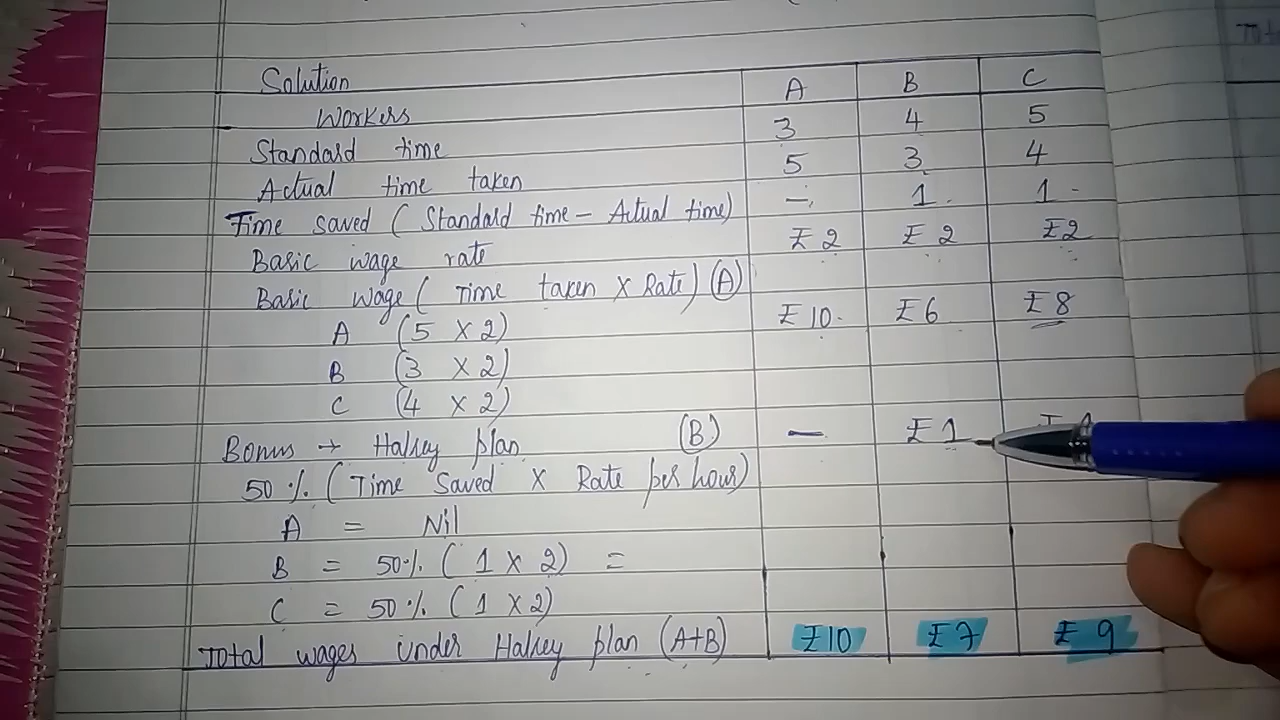 Solution A B C
Workers 3 4 5
Standard time 5 3 4
Actual time taken — 1 1
Time saved (Standard time - Actual time) ₹2 ₹2 ₹2
Basic wage rate
Basic wage (Time taken X Rate) (A)
A (5 X 2) ₹10 ₹6 ₹8
B (3 X 2)
C (4 X 2)
Bonus → Halsey plan (B) — ₹1
50% (Time Saved X Rate per hour)
A = Nil
B = 50% (1 X 2) =
C = 50% (1 X 2)
Total wages under Halsey plan (A+B) ₹10 ₹7 ₹9